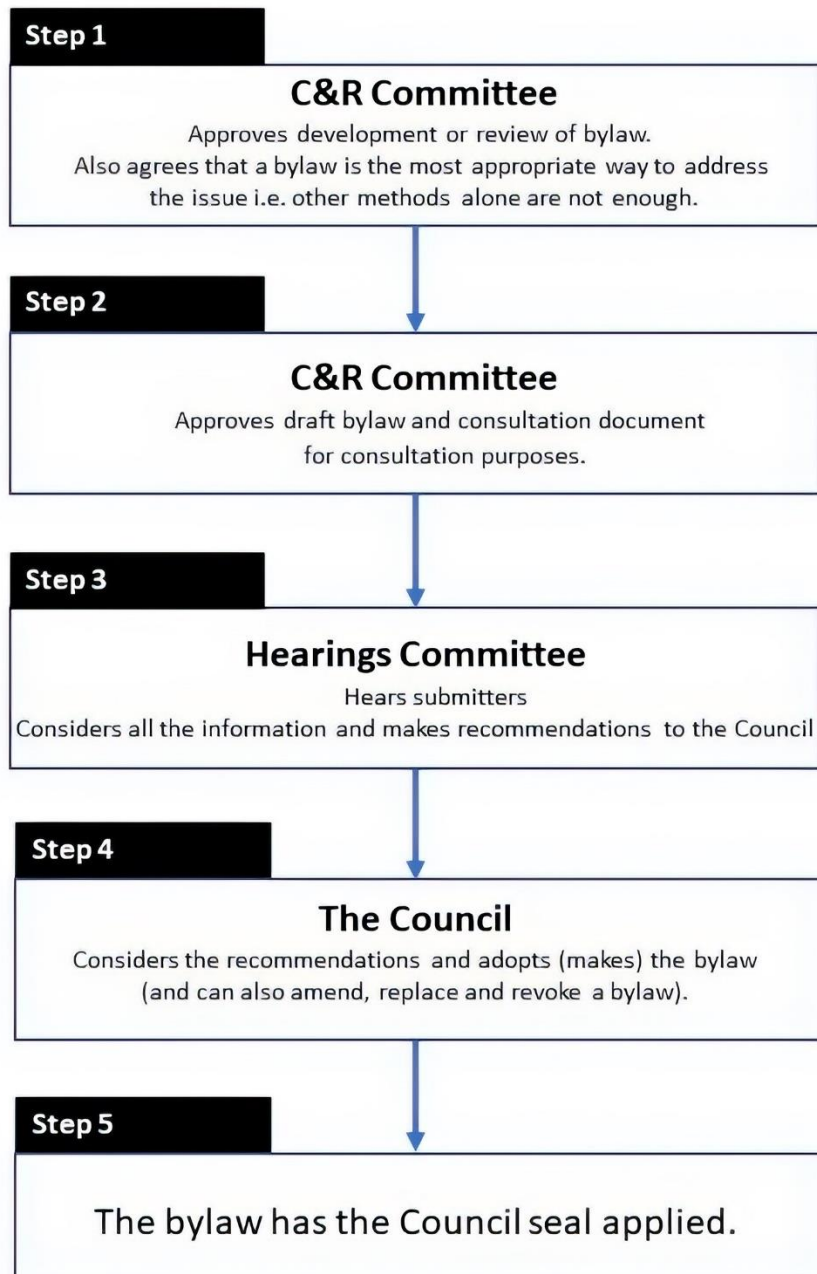 Step 1
C&R Committee
Approves development or review of bylaw.
Also agrees that a bylaw is the most appropriate way to address
the issue i.e. other methods alone are not enough.
Step 2
C&R Committee
Approves draft bylaw and consultation document
for consultation purposes.
Step 3
Hearings Committee
Hears submitters
Considers all the information and makes recommendations to the Council
Step 4
The Council
Considers the recommendations and adopts (makes) the bylaw
(and can also amend, replace and revoke a bylaw).
Step 5
The bylaw has the Council seal applied.